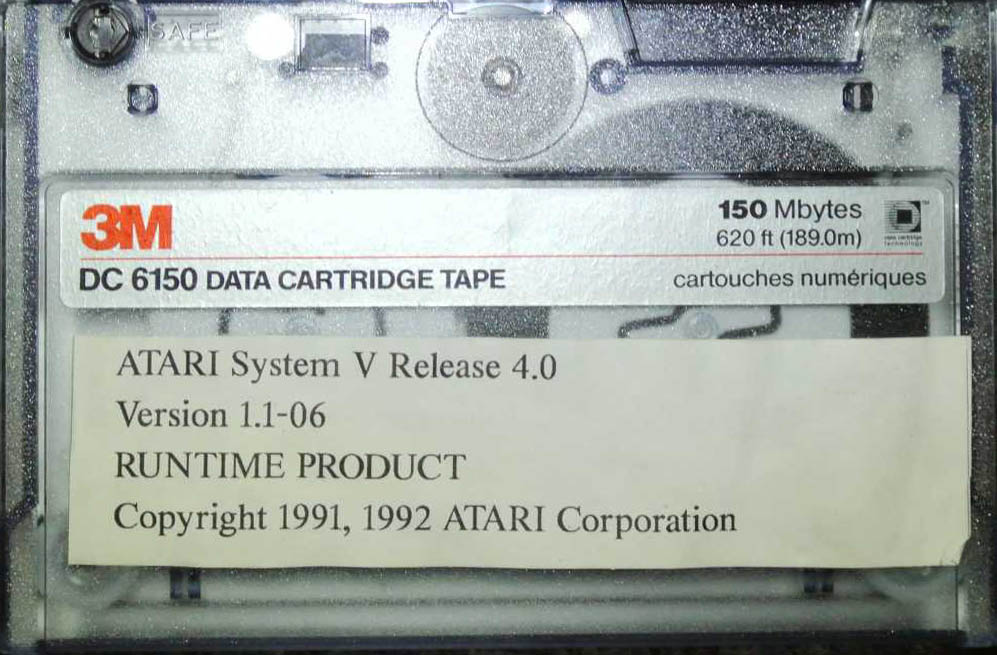 SAFE
3M
150 Mbytes
620 ft (189.0m)
DC 6150 DATA CARTRIDGE TAPE
cartouches numériques
ATARI System V Release 4.0
Version 1.1-06
RUNTIME PRODUCT
Copyright 1991, 1992 ATARI Corporation